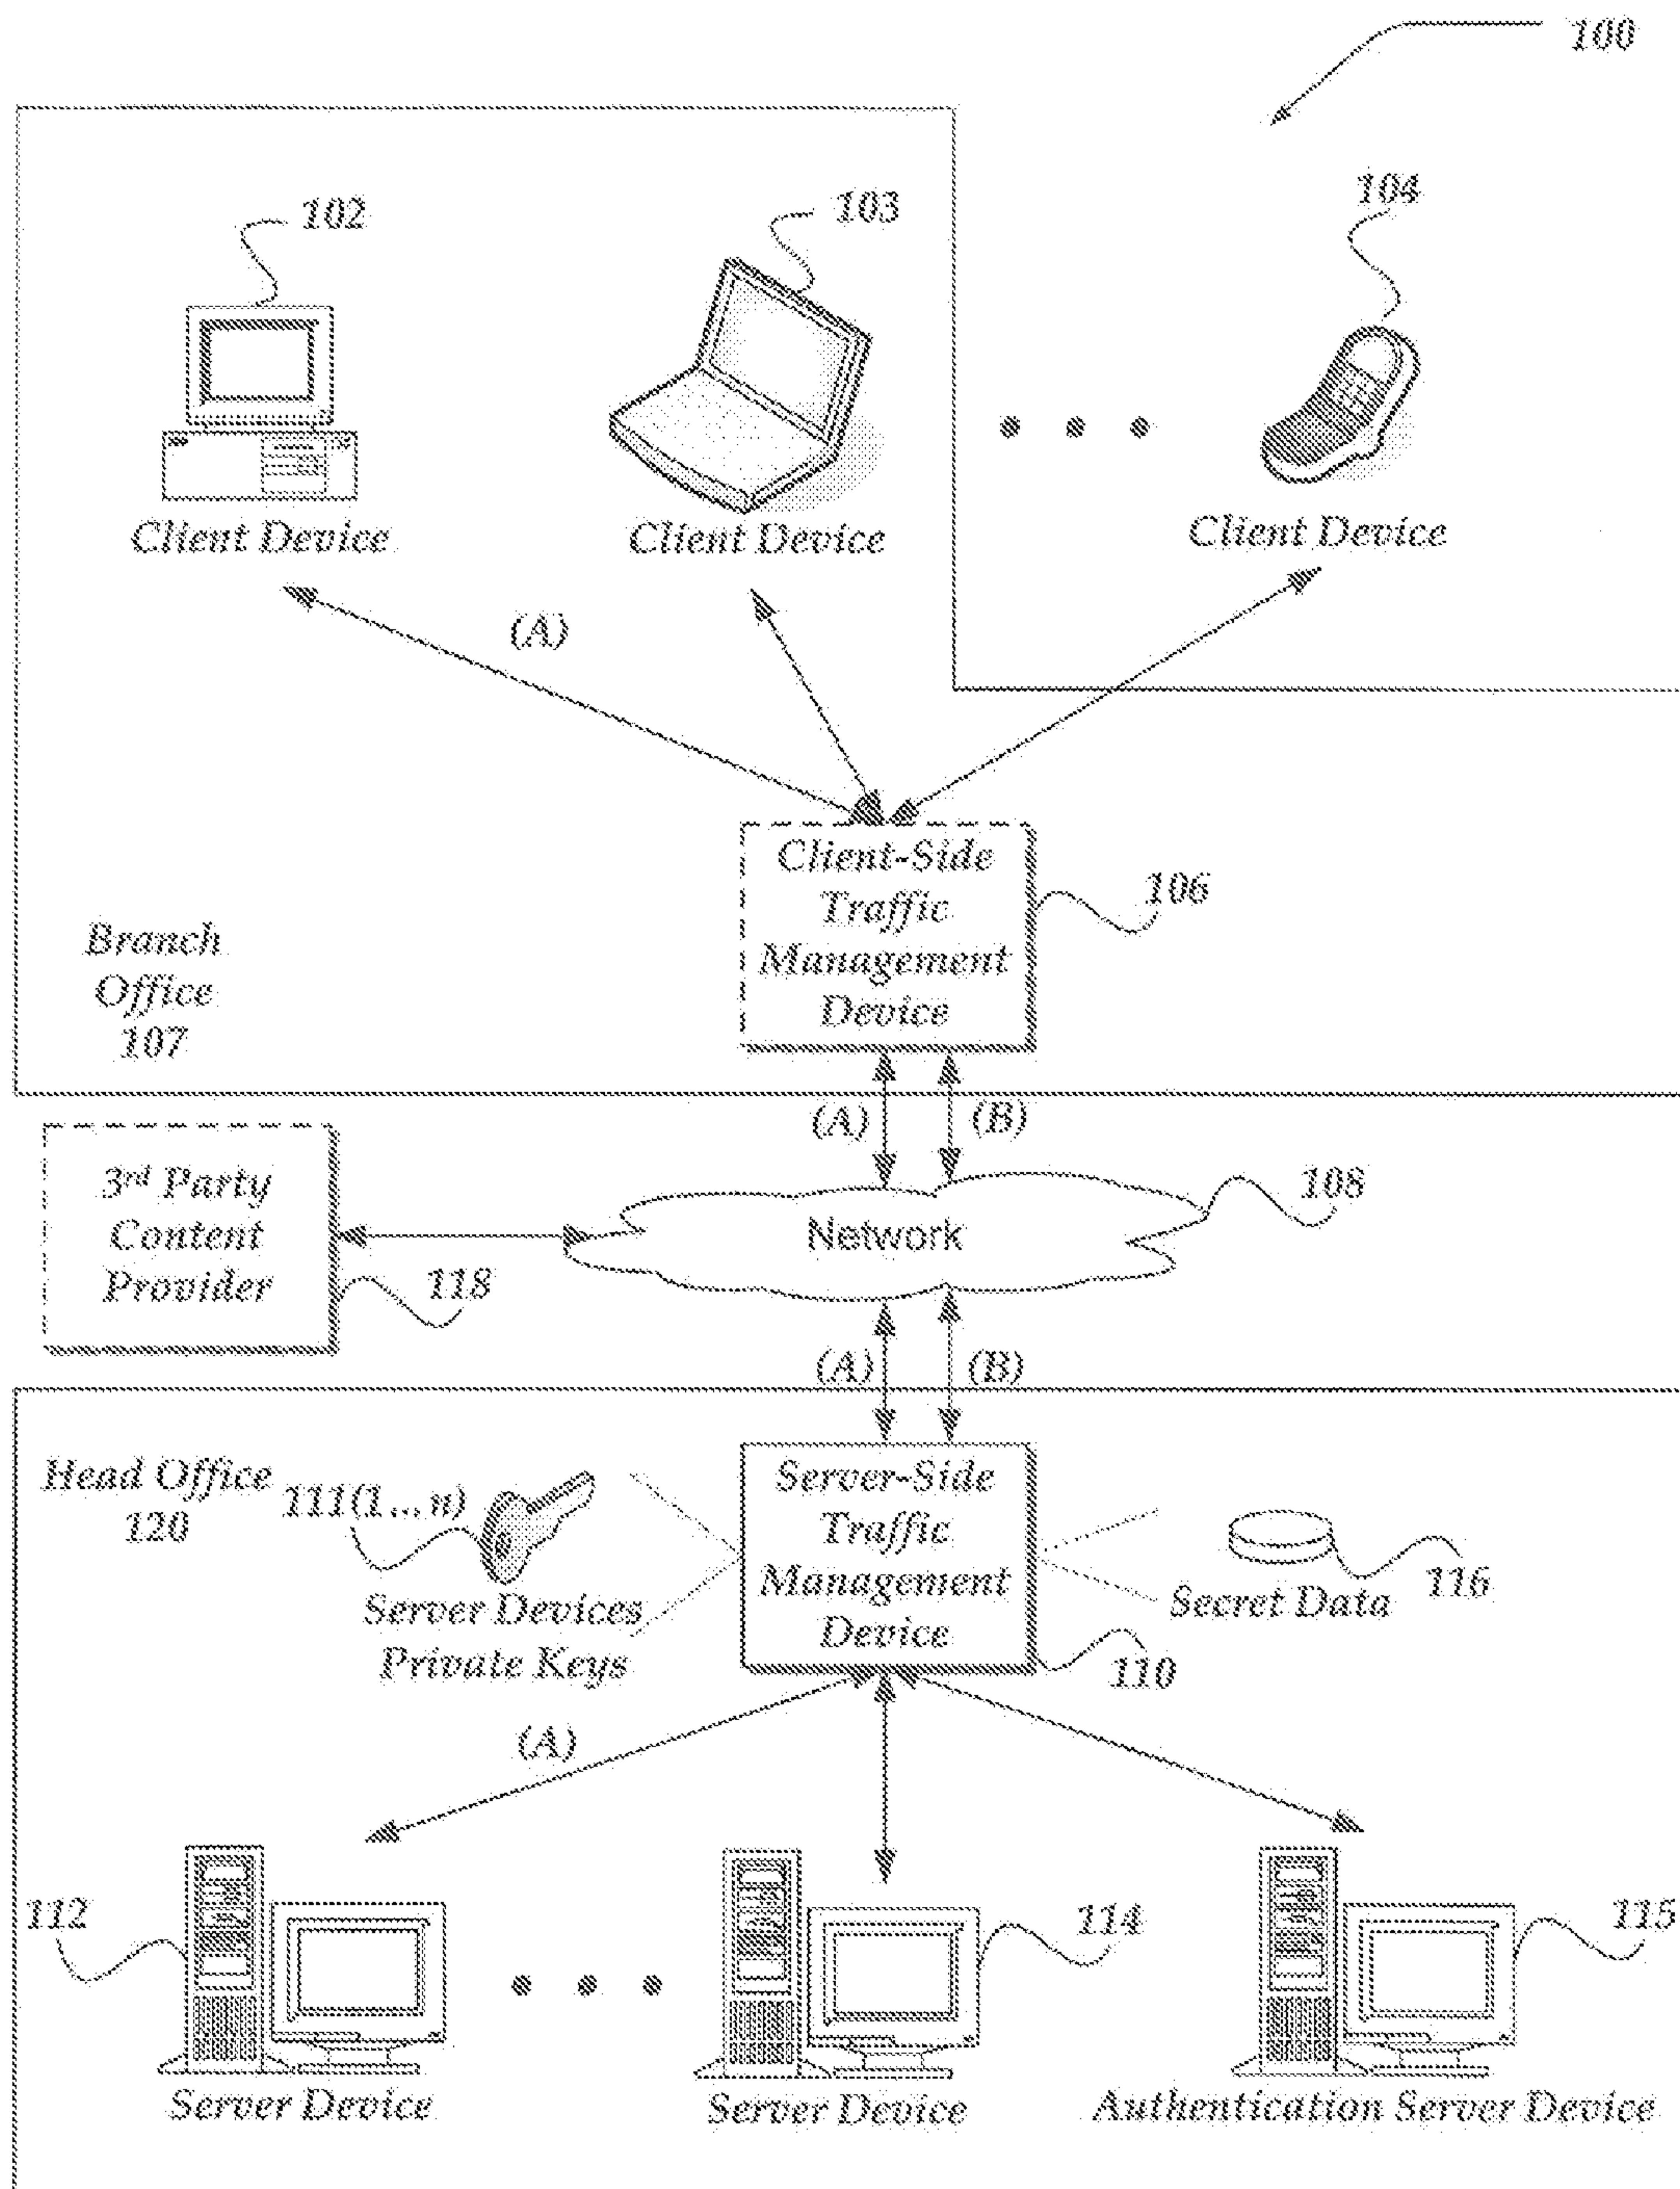 100
102
103
104
Client Device
Client Device
Client Device
(A)
Client-Side
Traffic
Management
Device
106
Branch
Office
107
(A)
(B)
3rd Party
Content
Provider
118
Network
108
(A)
(B)
Head Office
120
111(1...n)
Server Devices
Private Keys
Server-Side
Traffic
Management
Device
110
Secret Data
116
(A)
112
114
115
Server Device
Server Device
Authentication Server Device